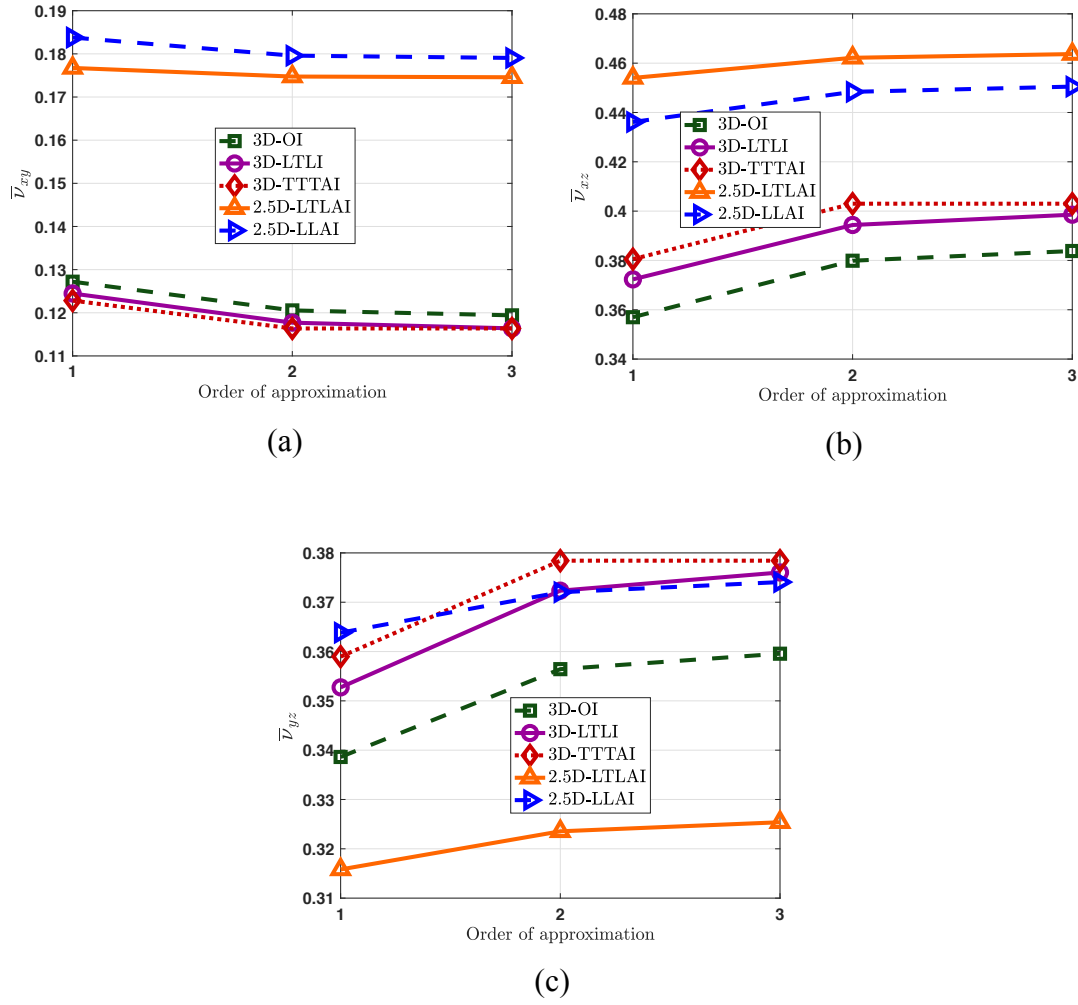 0.19
0.18
0.17
0.16
0.15
0.14
0.13
0.12
0.11
ν̅xy
3D-OI
3D-LTLI
3D-TTTAI
2.5D-LTLAI
2.5D-LLAI
1 2 3
Order of approximation
(a)
0.48
0.46
0.44
0.42
0.4
0.38
0.36
0.34
ν̅xz
3D-OI
3D-LTLI
3D-TTTAI
2.5D-LTLAI
2.5D-LLAI
1 2 3
Order of approximation
(b)
0.38
0.37
0.36
0.35
0.34
0.33
0.32
0.31
ν̅yz
3D-OI
3D-LTLI
3D-TTTAI
2.5D-LTLAI
2.5D-LLAI
1 2 3
Order of approximation
(c)